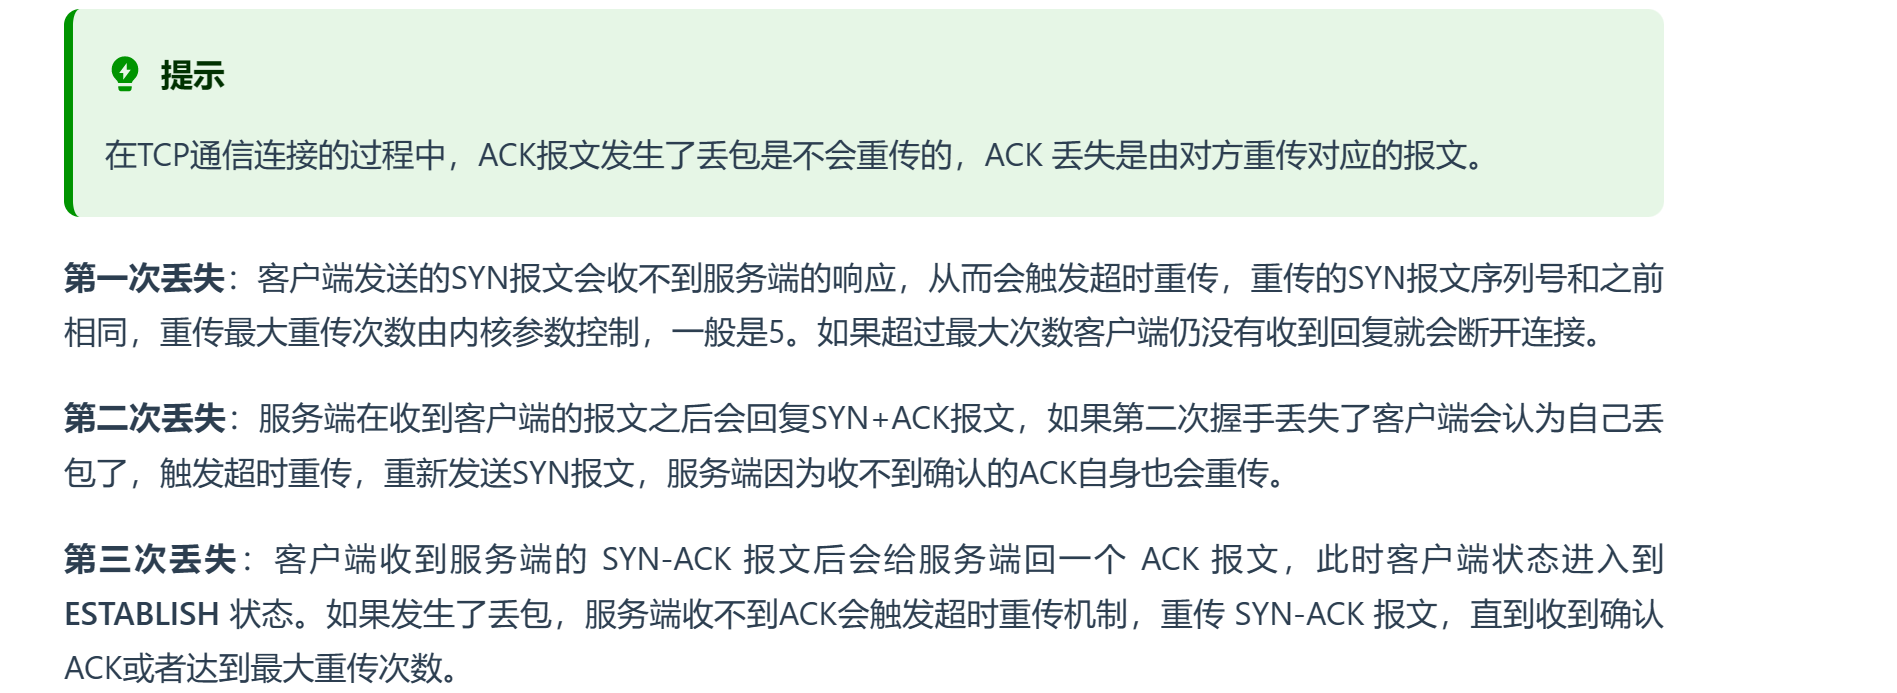 提示
在TCP通信连接的过程中，ACK报文发生了丢包是不会重传的，ACK 丢失是由对方重传对应的报文。
第一次丢失：客户端发送的SYN报文会收不到服务端的响应，从而会触发超时重传，重传的SYN报文序列号和之前
相同，重传最大重传次数由内核参数控制，一般是5。如果超过最大次数客户端仍没有收到回复就会断开连接。
第二次丢失：服务端在收到客户端的报文之后会回复SYN+ACK报文，如果第二次握手丢失了客户端会认为自己丢
包了，触发超时重传，重新发送SYN报文，服务端因为收不到确认的ACK自身也会重传。
第三次丢失：客户端收到服务端的 SYN-ACK 报文后会给服务端回一个 ACK 报文，此时客户端状态进入到
ESTABLISH 状态。如果发生了丢包，服务端收不到ACK会触发超时重传机制，重传 SYN-ACK 报文，直到收到确认
ACK或者达到最大重传次数。